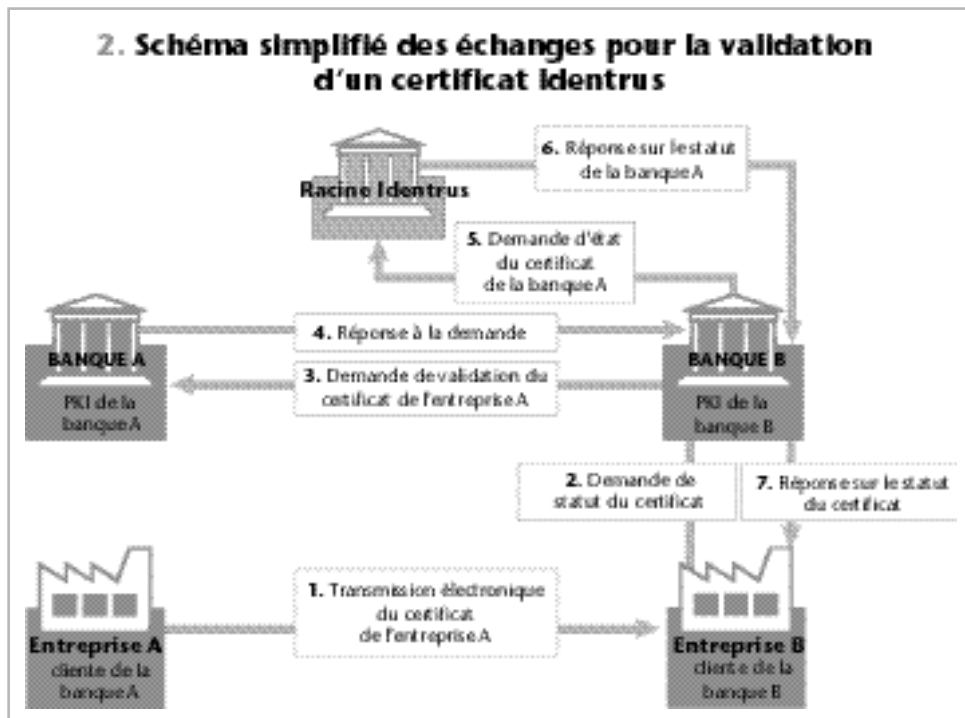 2. Schéma simplifié des échanges pour la validation
d'un certificat Identrus
6. Réponse sur le statut
de la banque A
Racine Identrus
5. Demande d'état
du certificat
de la banque A
4. Réponse à la demande
BANQUE A
BANQUE B
3. Demande de validation du
certificat de l'entreprise A
PKI de la
banque A
PKI de la
banque B
2. Demande de
statut du certificat
7. Réponse sur le statut
du certificat
1. Transmission électronique
du certificat
de l'entreprise A
Entreprise A
cliente de la
banque A
Entreprise B
cliente de la
banque B